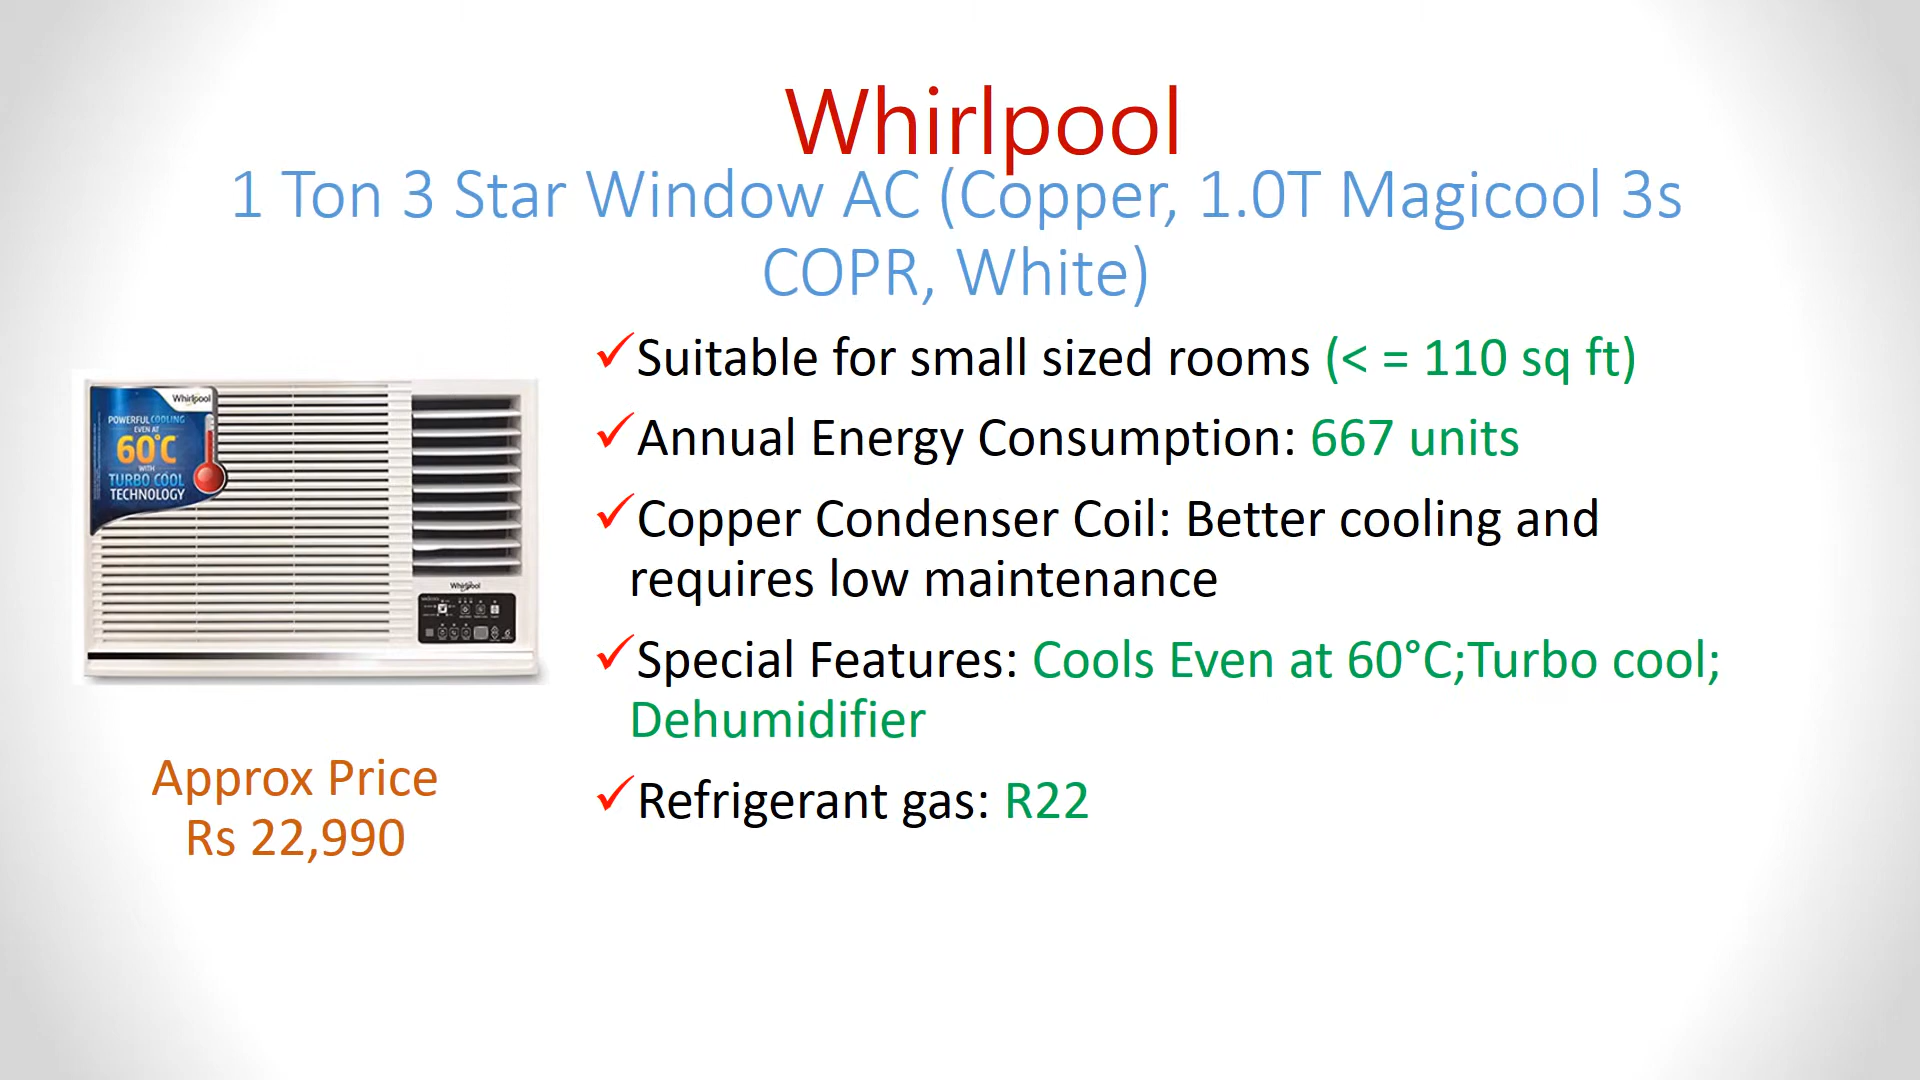 Whirlpool
1 Ton 3 Star Window AC (Copper, 1.0T Magicool 3s
COPR, White)
✓Suitable for small sized rooms (< = 110 sq ft)
✓Annual Energy Consumption: 667 units
✓Copper Condenser Coil: Better cooling and
requires low maintenance
✓Special Features: Cools Even at 60°C;Turbo cool;
Dehumidifier
✓Refrigerant gas: R22
Whirlpool
POWERFUL COOLING
EVEN AT
60°C
WITH
TURBO COOL
TECHNOLOGY
Whirlpool
Approx Price
Rs 22,990